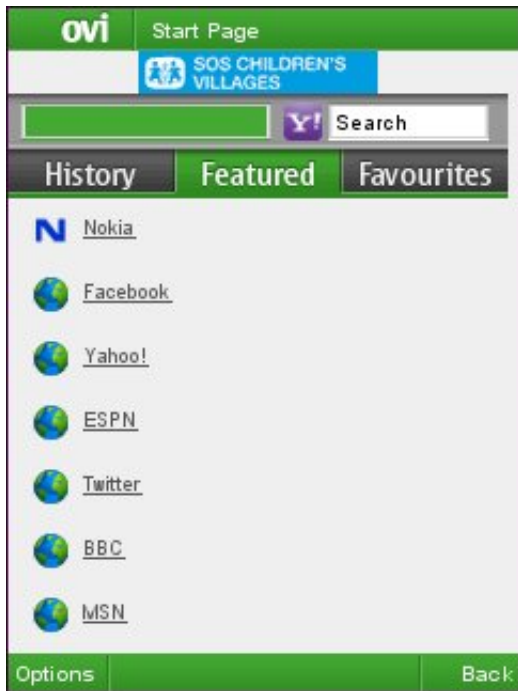 ovi Start Page
SOS CHILDREN'S
VILLAGES
Y! Search
History Featured Favourites
N Nokia
Facebook
Yahoo!
ESPN
Twitter
BBC
MSN
Options Back